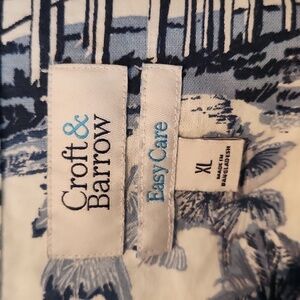 Croft &
Barrow
Easy Care
XL
MADE IN
BANGLADESH